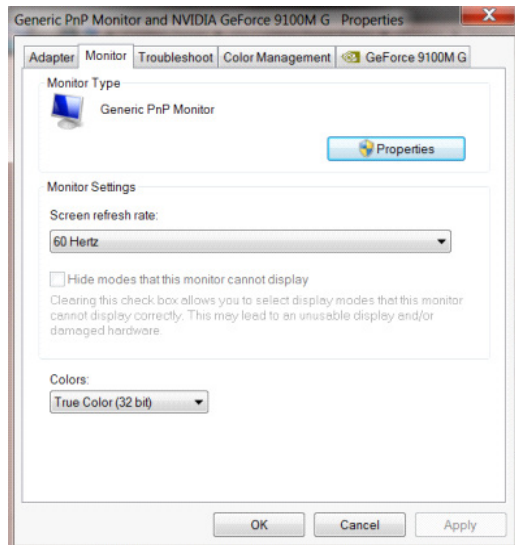 Generic PnP Monitor and NVIDIA GeForce 9100M G Properties
Adapter Monitor Troubleshoot Color Management GeForce 9100M G
Monitor Type
Generic PnP Monitor
Properties
Monitor Settings
Screen refresh rate:
60 Hertz
Hide modes that this monitor cannot display
Clearing this check box allows you to select display modes that this monitor
cannot display correctly. This may lead to an unusable display and/or
damaged hardware.
Colors:
True Color (32 bit)
OK Cancel Apply